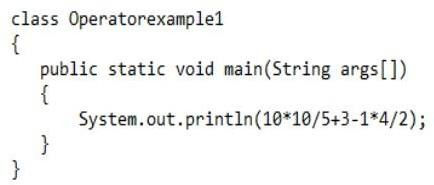 class Operatorexample1
{
public static void main(String args[])
{
System.out.println(10*10/5+3-1*4/2);
}
}